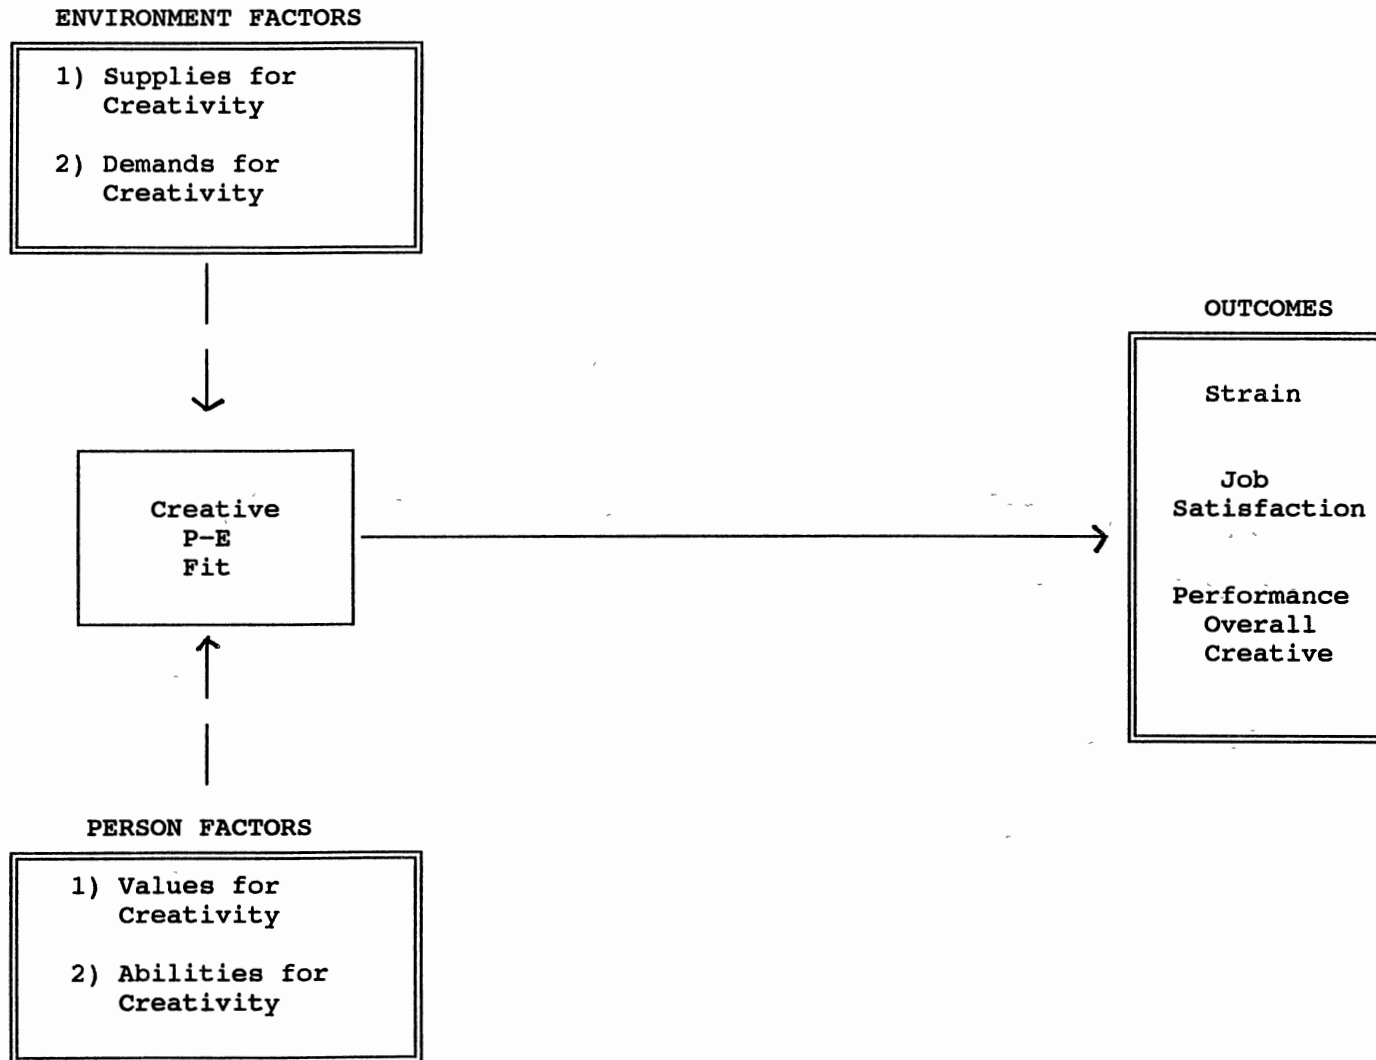 ENVIRONMENT FACTORS
1) Supplies for
Creativity
2) Demands for
Creativity
OUTCOMES
Strain
Job
Satisfaction
Performance
Overall
Creative
Creative
P-E
Fit
PERSON FACTORS
1) Values for
Creativity
2) Abilities for
Creativity